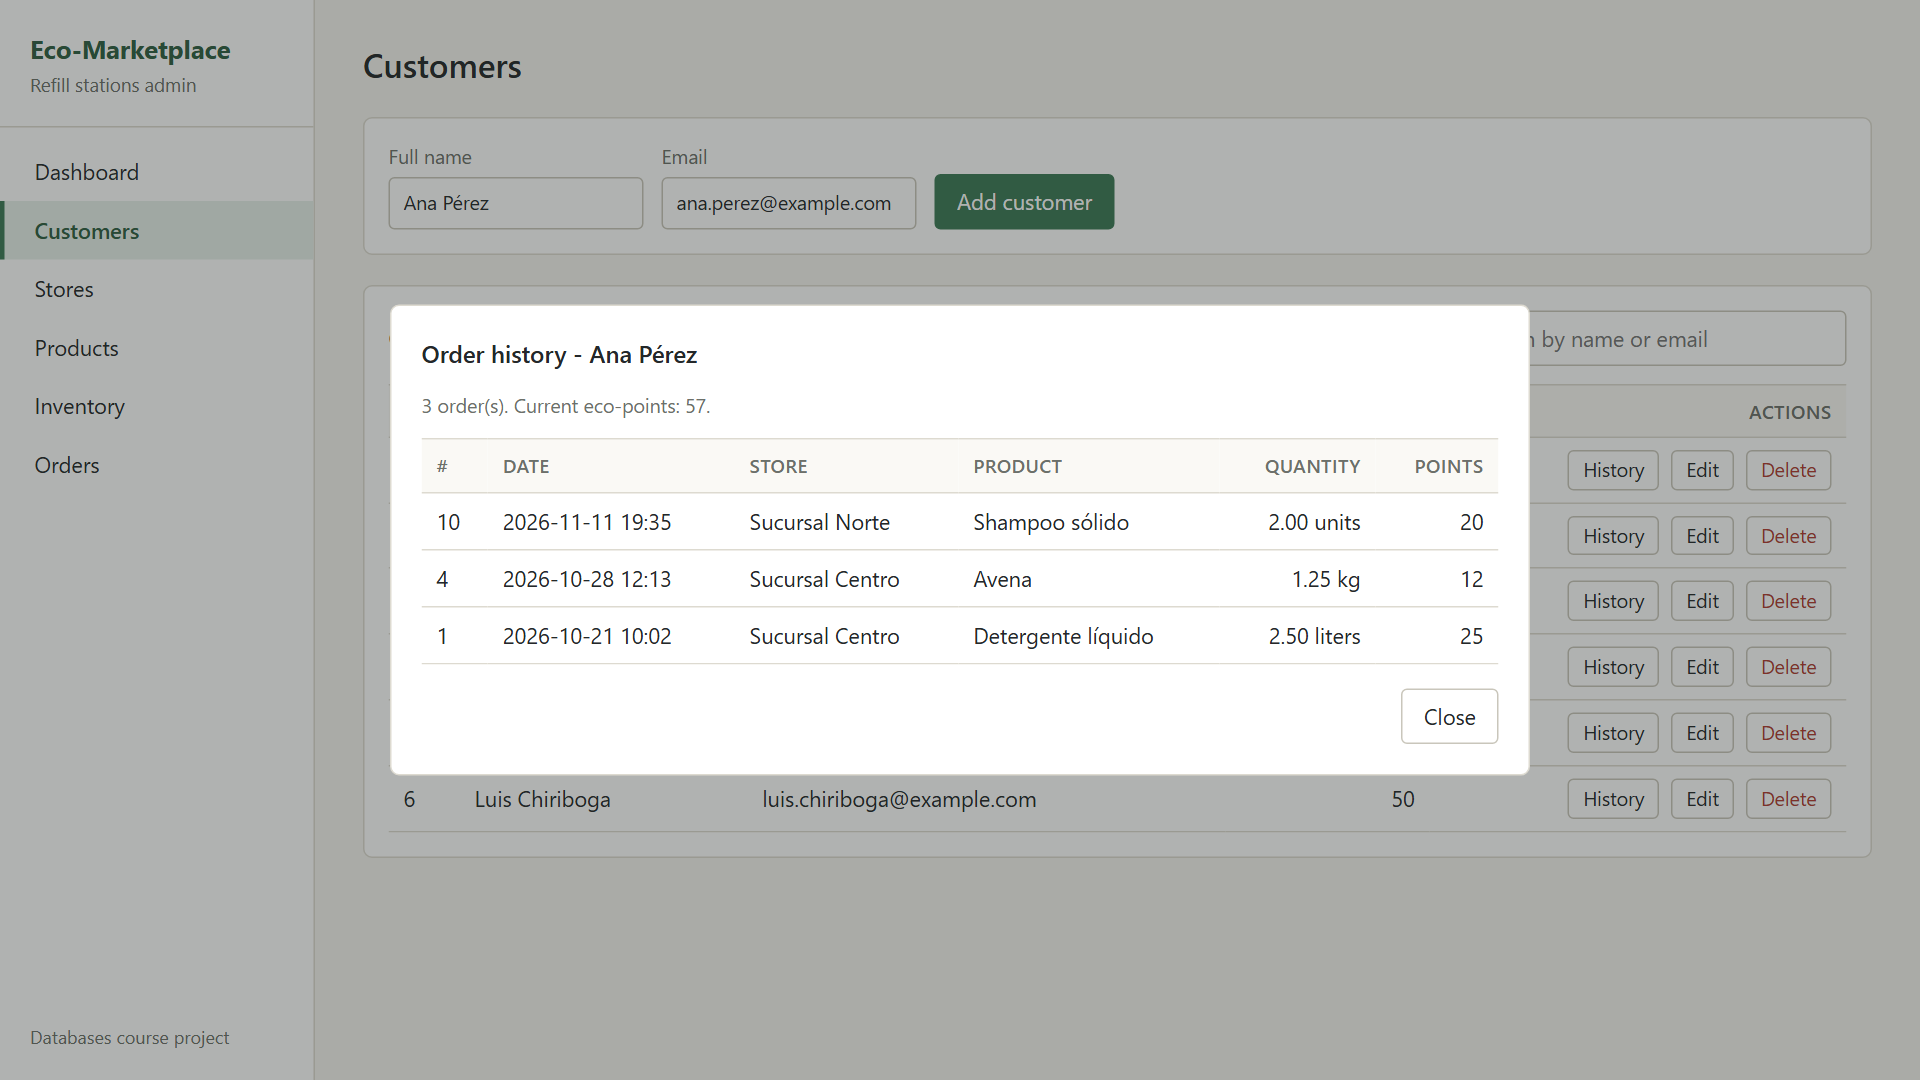 Eco-Marketplace
Refill stations admin
Dashboard
Customers
Stores
Products
Inventory
Orders
Databases course project
Customers
Full name
Email
Ana Pérez
ana.perez@example.com
Add customer
by name or email
ACTIONS
History Edit Delete
History Edit Delete
History Edit Delete
History Edit Delete
History Edit Delete
6 Luis Chiriboga luis.chiriboga@example.com 50 History Edit Delete
Order history - Ana Pérez
3 order(s). Current eco-points: 57.
# DATE STORE PRODUCT QUANTITY POINTS
10 2026-11-11 19:35 Sucursal Norte Shampoo sólido 2.00 units 20
4 2026-10-28 12:13 Sucursal Centro Avena 1.25 kg 12
1 2026-10-21 10:02 Sucursal Centro Detergente líquido 2.50 liters 25
Close